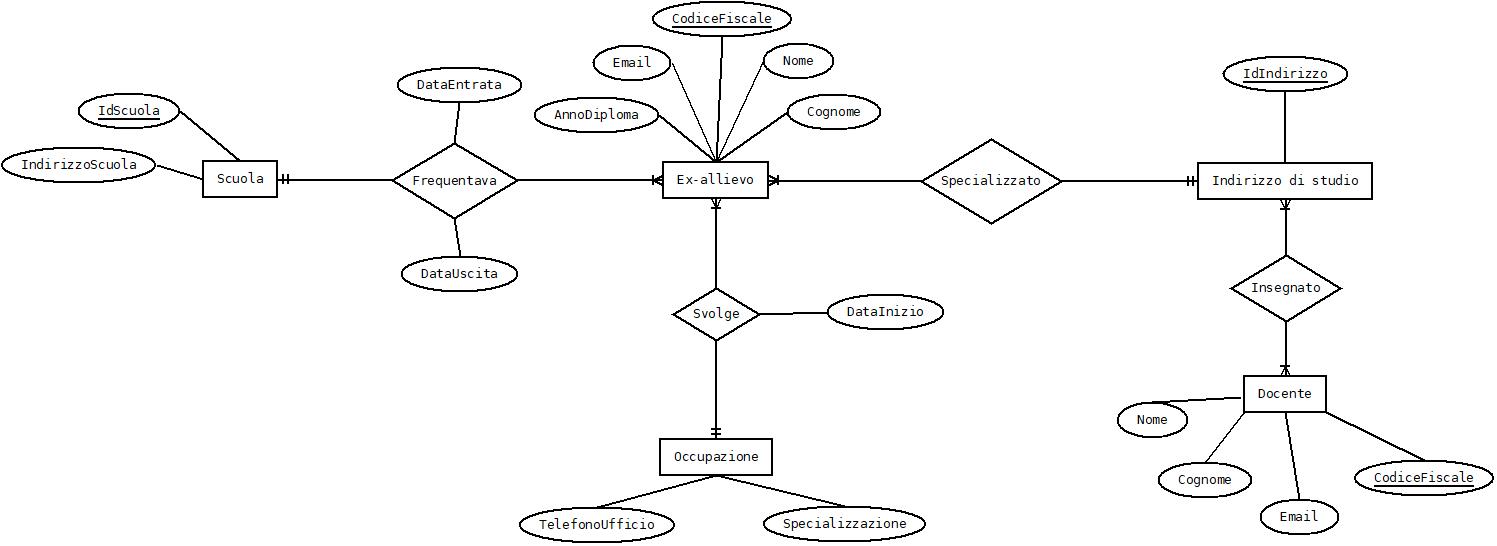 CodiceFiscale
Email
Nome
IdIndirizzo
DataEntrata
IdScuola
AnnoDiploma
Cognome
IndirizzoScuola
Scuola
Frequentava
Ex-allievo
Specializzato
Indirizzo di studio
DataUscita
Insegnato
Svolge
DataInizio
Docente
Nome
Occupazione
Cognome
CodiceFiscale
TelefonoUfficio
Specializzazione
Email